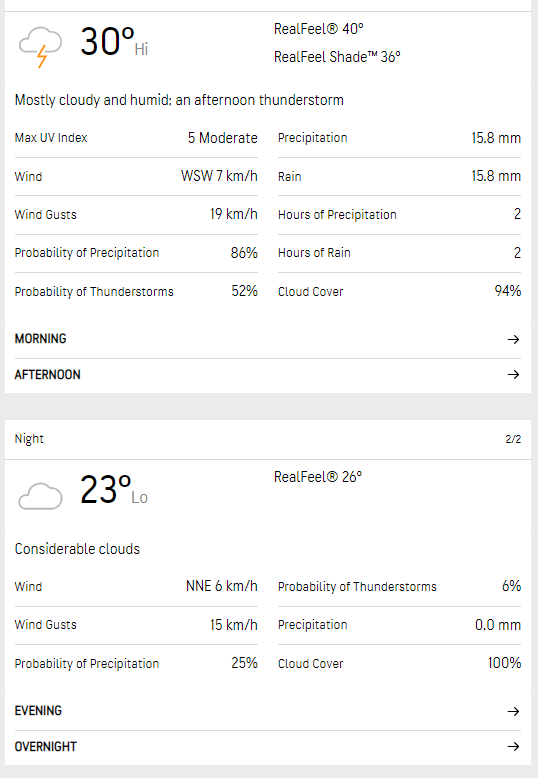 30° Hi
RealFeel® 40°
RealFeel Shade™ 36°
Mostly cloudy and humid; an afternoon thunderstorm
Max UV Index 5 Moderate
Wind WSW 7 km/h
Wind Gusts 19 km/h
Probability of Precipitation 86%
Probability of Thunderstorms 52%
Precipitation 15.8 mm
Rain 15.8 mm
Hours of Precipitation 2
Hours of Rain 2
Cloud Cover 94%
MORNING
AFTERNOON
Night 2/2
23° Lo
RealFeel® 26°
Considerable clouds
Wind NNE 6 km/h
Wind Gusts 15 km/h
Probability of Precipitation 25%
Probability of Thunderstorms 6%
Precipitation 0.0 mm
Cloud Cover 100%
EVENING
OVERNIGHT